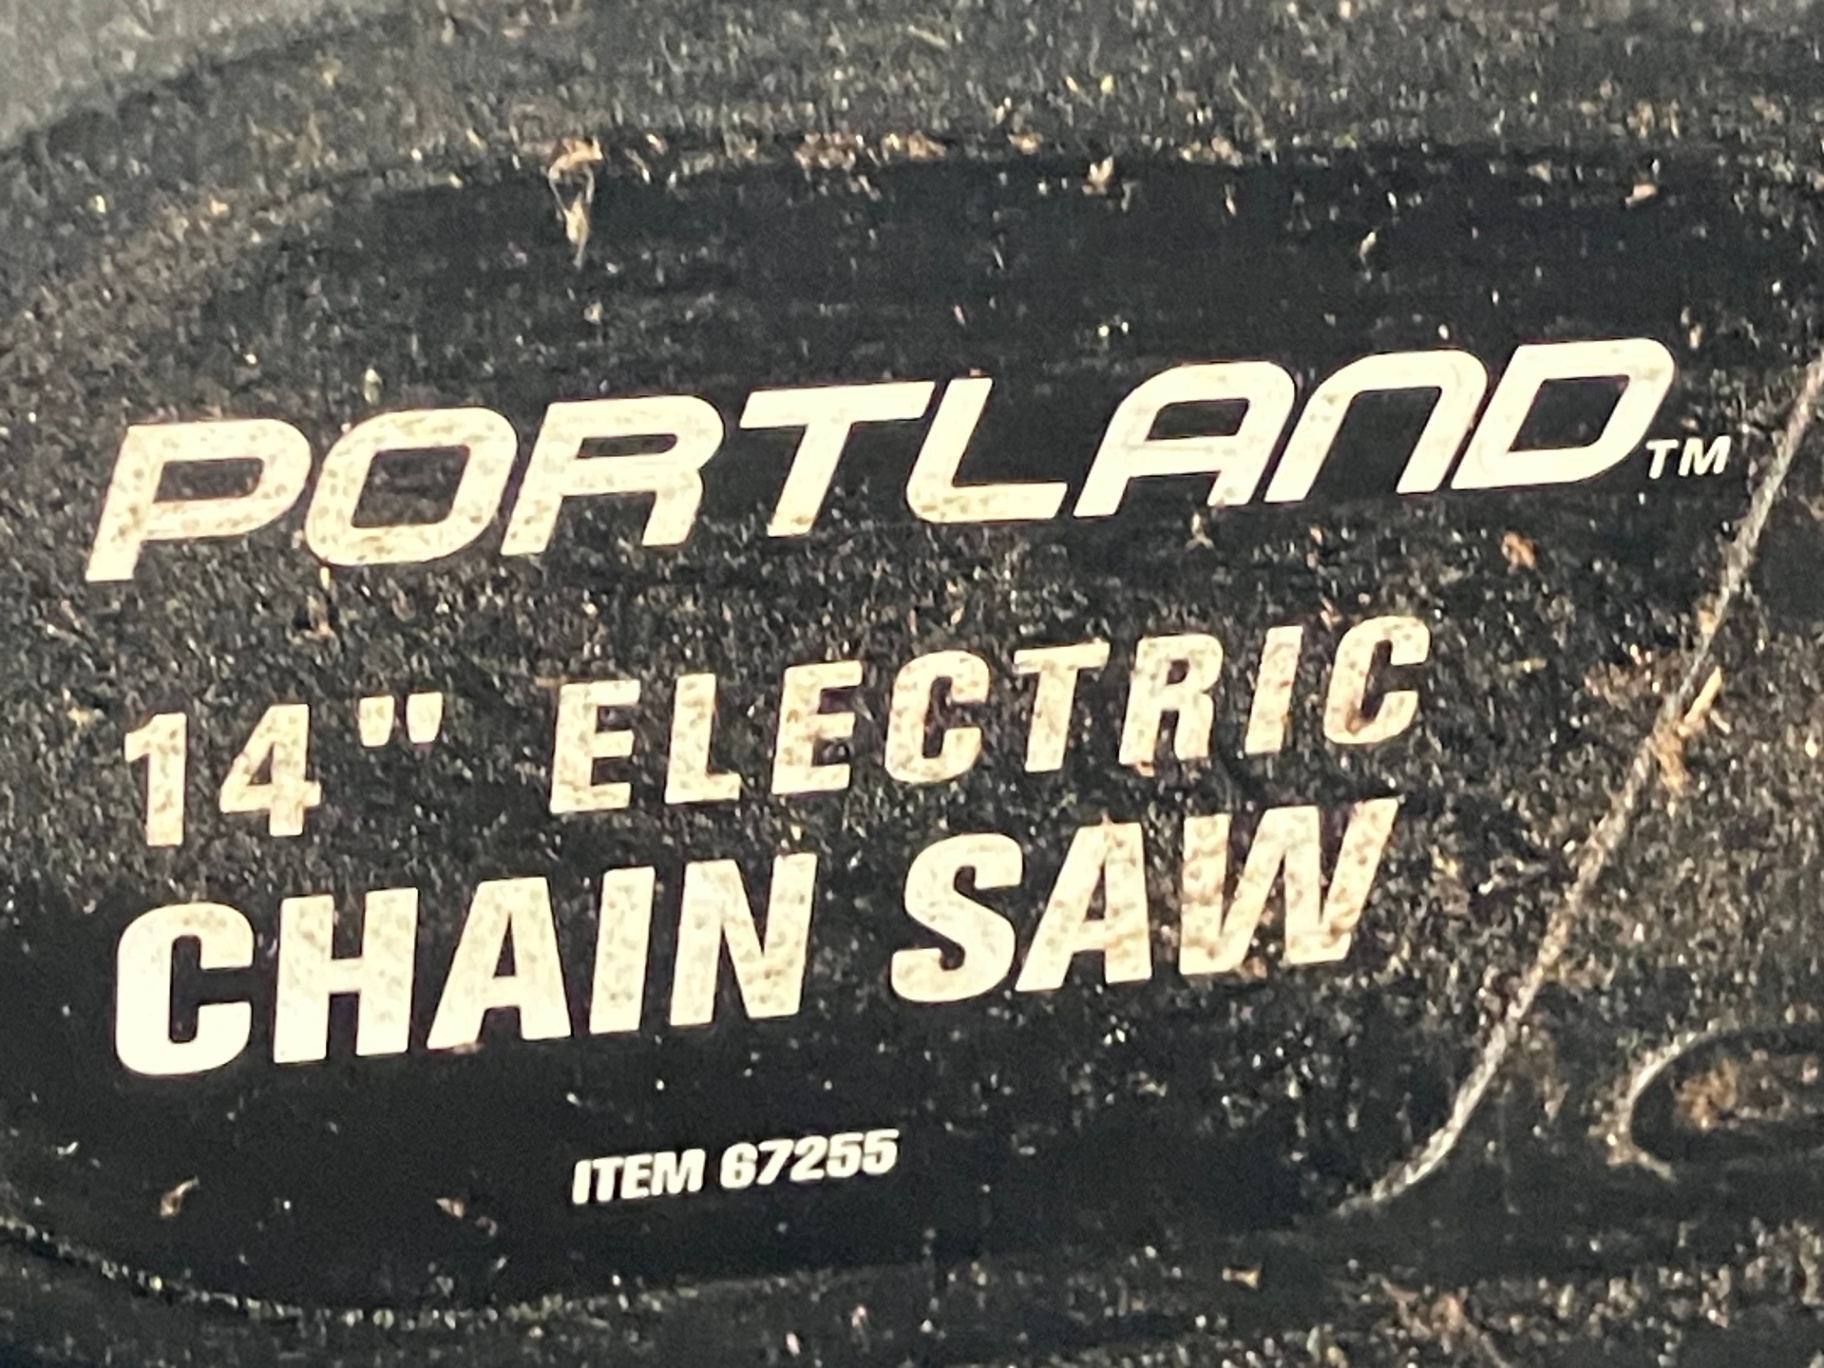 PORTLAND™
14" ELECTRIC
CHAIN SAW
ITEM 67255